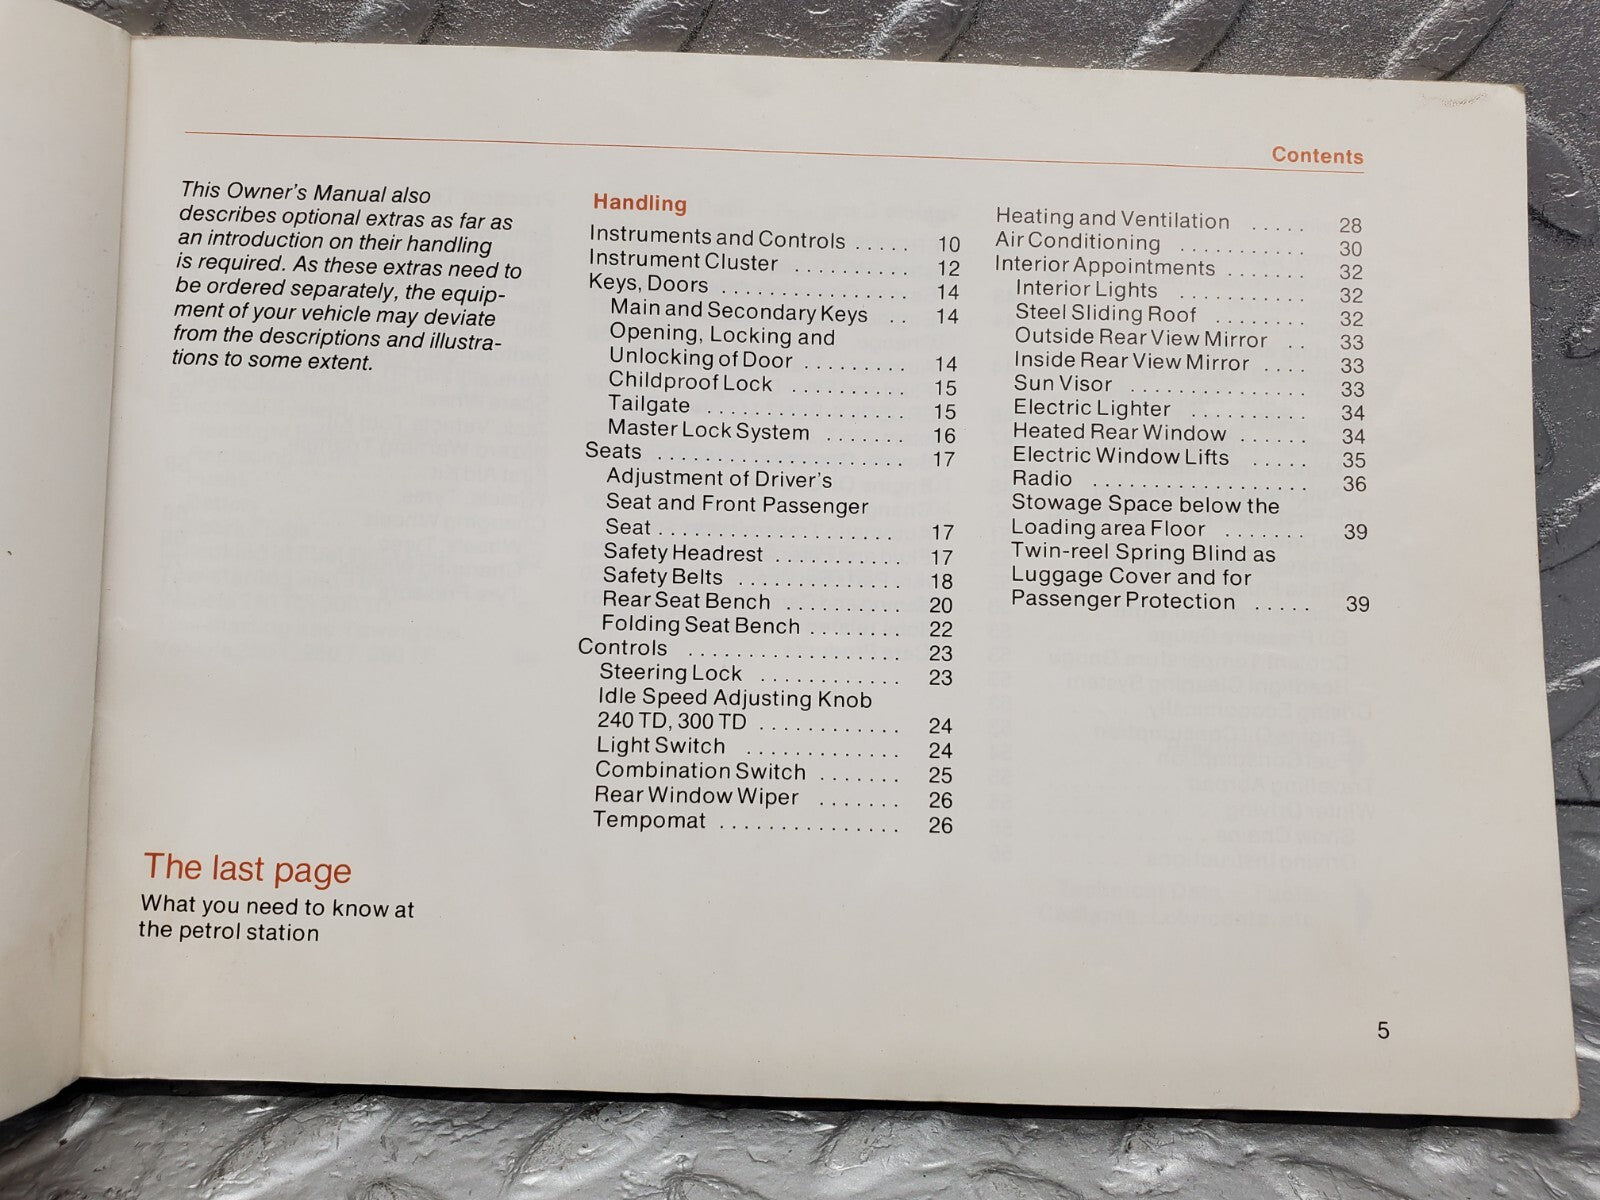 Contents
This Owner's Manual also
describes optional extras as far as
an introduction on their handling
is required. As these extras need to
be ordered separately, the equip-
ment of your vehicle may deviate
from the descriptions and illustra-
tions to some extent.
The last page
What you need to know at
the petrol station
Handling
Instruments and Controls ..... 10
Instrument Cluster .......... 12
Keys, Doors ................ 14
Main and Secondary Keys .. 14
Opening, Locking and
Unlocking of Door ......... 14
Childproof Lock .......... 15
Tailgate ................. 15
Master Lock System ....... 16
Seats ..................... 17
Adjustment of Driver's
Seat and Front Passenger
Seat ..................... 17
Safety Headrest ........... 17
Safety Belts ............. 18
Rear Seat Bench .......... 20
Folding Seat Bench ........ 22
Controls .................. 23
Steering Lock ............ 23
Idle Speed Adjusting Knob
240 TD, 300 TD ............ 24
Light Switch ............. 24
Combination Switch ....... 25
Rear Window Wiper ....... 26
Tempomat ................ 26
Heating and Ventilation ..... 28
Air Conditioning .......... 30
Interior Appointments ....... 32
Interior Lights ........... 32
Steel Sliding Roof ........ 32
Outside Rear View Mirror .. 33
Inside Rear View Mirror .... 33
Sun Visor ............... 33
Electric Lighter .......... 34
Heated Rear Window ...... 34
Electric Window Lifts ..... 35
Radio .................. 36
Stowage Space below the
Loading area Floor ....... 39
Twin-reel Spring Blind as
Luggage Cover and for
Passenger Protection ..... 39
5